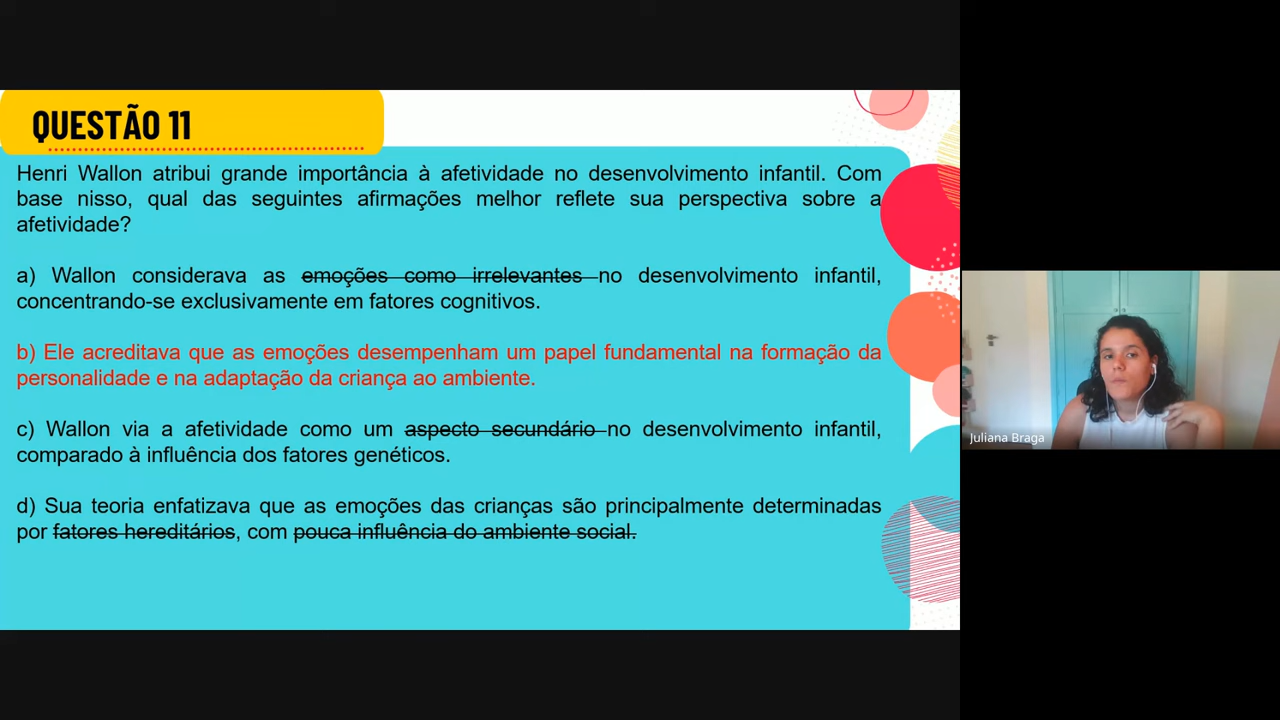 QUESTÃO 11
Henri Wallon atribui grande importância à afetividade no desenvolvimento infantil. Com
base nisso, qual das seguintes afirmações melhor reflete sua perspectiva sobre a
afetividade?
a) Wallon considerava as emoções como irrelevantes no desenvolvimento infantil,
concentrando-se exclusivamente em fatores cognitivos.
b) Ele acreditava que as emoções desempenham um papel fundamental na formação da
personalidade e na adaptação da criança ao ambiente.
c) Wallon via a afetividade como um aspecto secundário no desenvolvimento infantil,
comparado à influência dos fatores genéticos.
d) Sua teoria enfatizava que as emoções das crianças são principalmente determinadas
por fatores hereditários, com pouca influência do ambiente social.
Juliana Braga